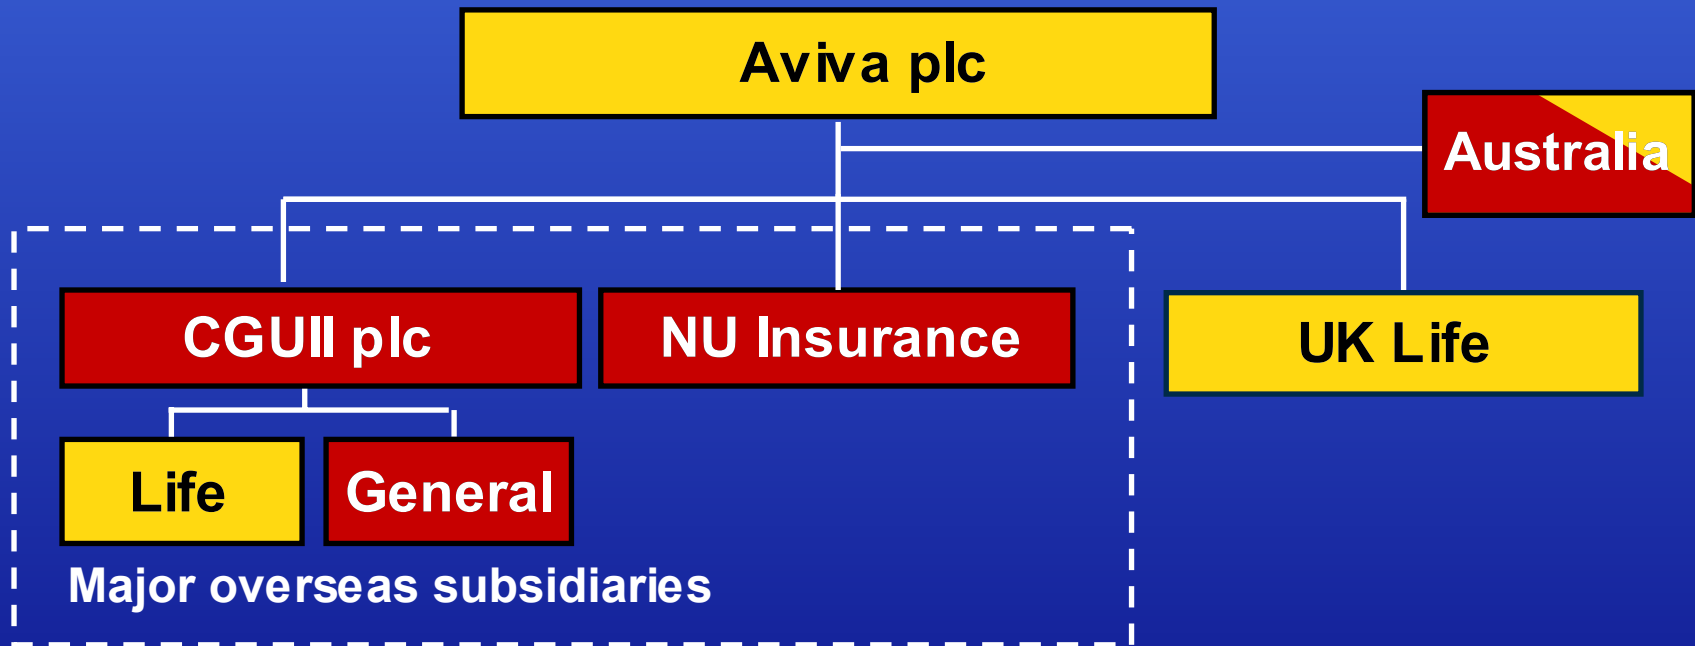 Aviva plc
Australia
CGUII plc
NU Insurance
UK Life
Life
General
Major overseas subsidiaries